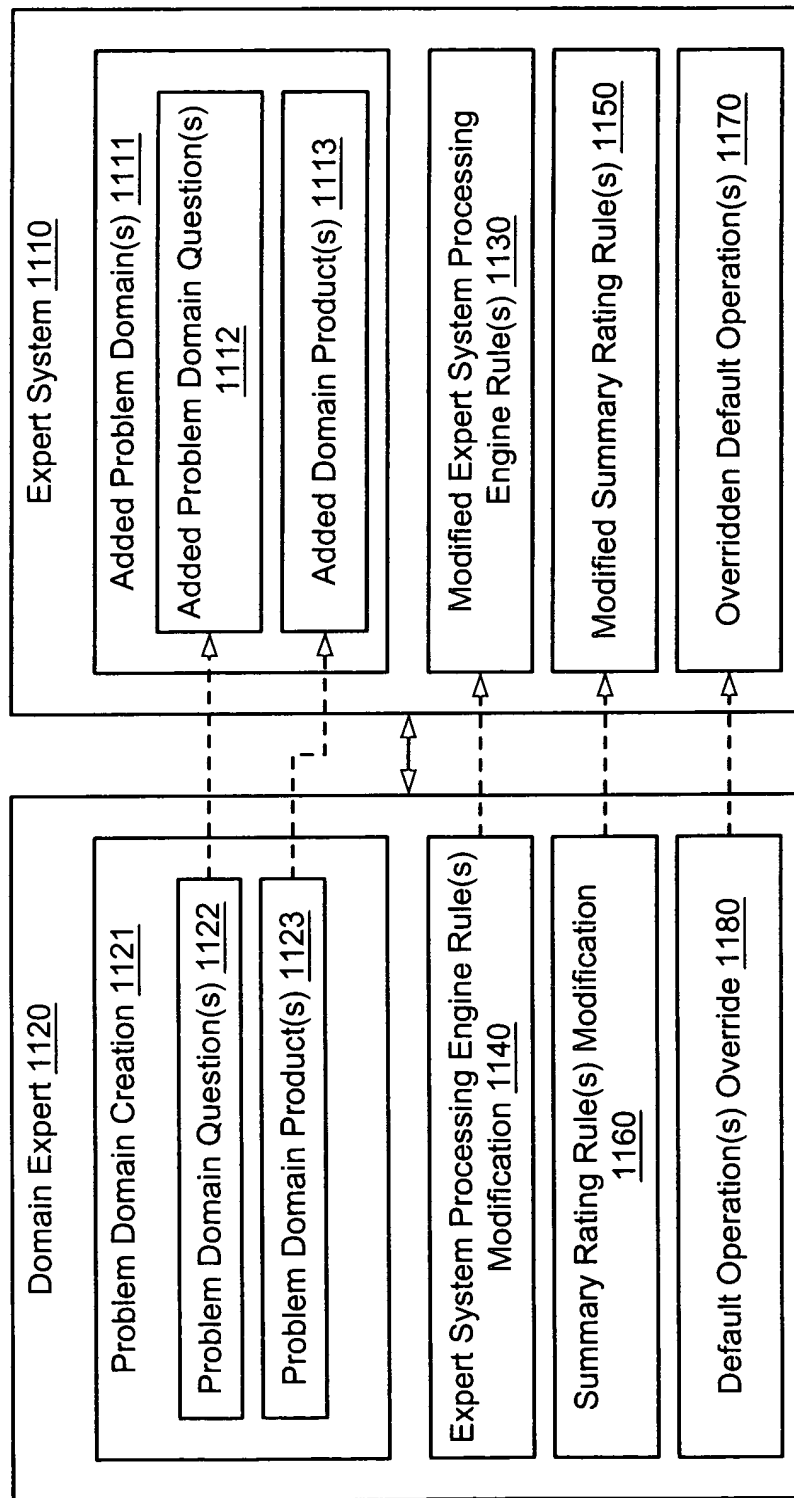 Domain Expert 1120
Problem Domain Creation 1121
Problem Domain Question(s) 1122
Problem Domain Product(s) 1123
Expert System Processing Engine Rule(s)
Modification 1140
Summary Rating Rule(s) Modification
1160
Default Operation(s) Override 1180
Expert System 1110
Added Problem Domain(s) 1111
Added Problem Domain Question(s)
1112
Added Domain Product(s) 1113
Modified Expert System Processing
Engine Rule(s) 1130
Modified Summary Rating Rule(s) 1150
Overridden Default Operation(s) 1170